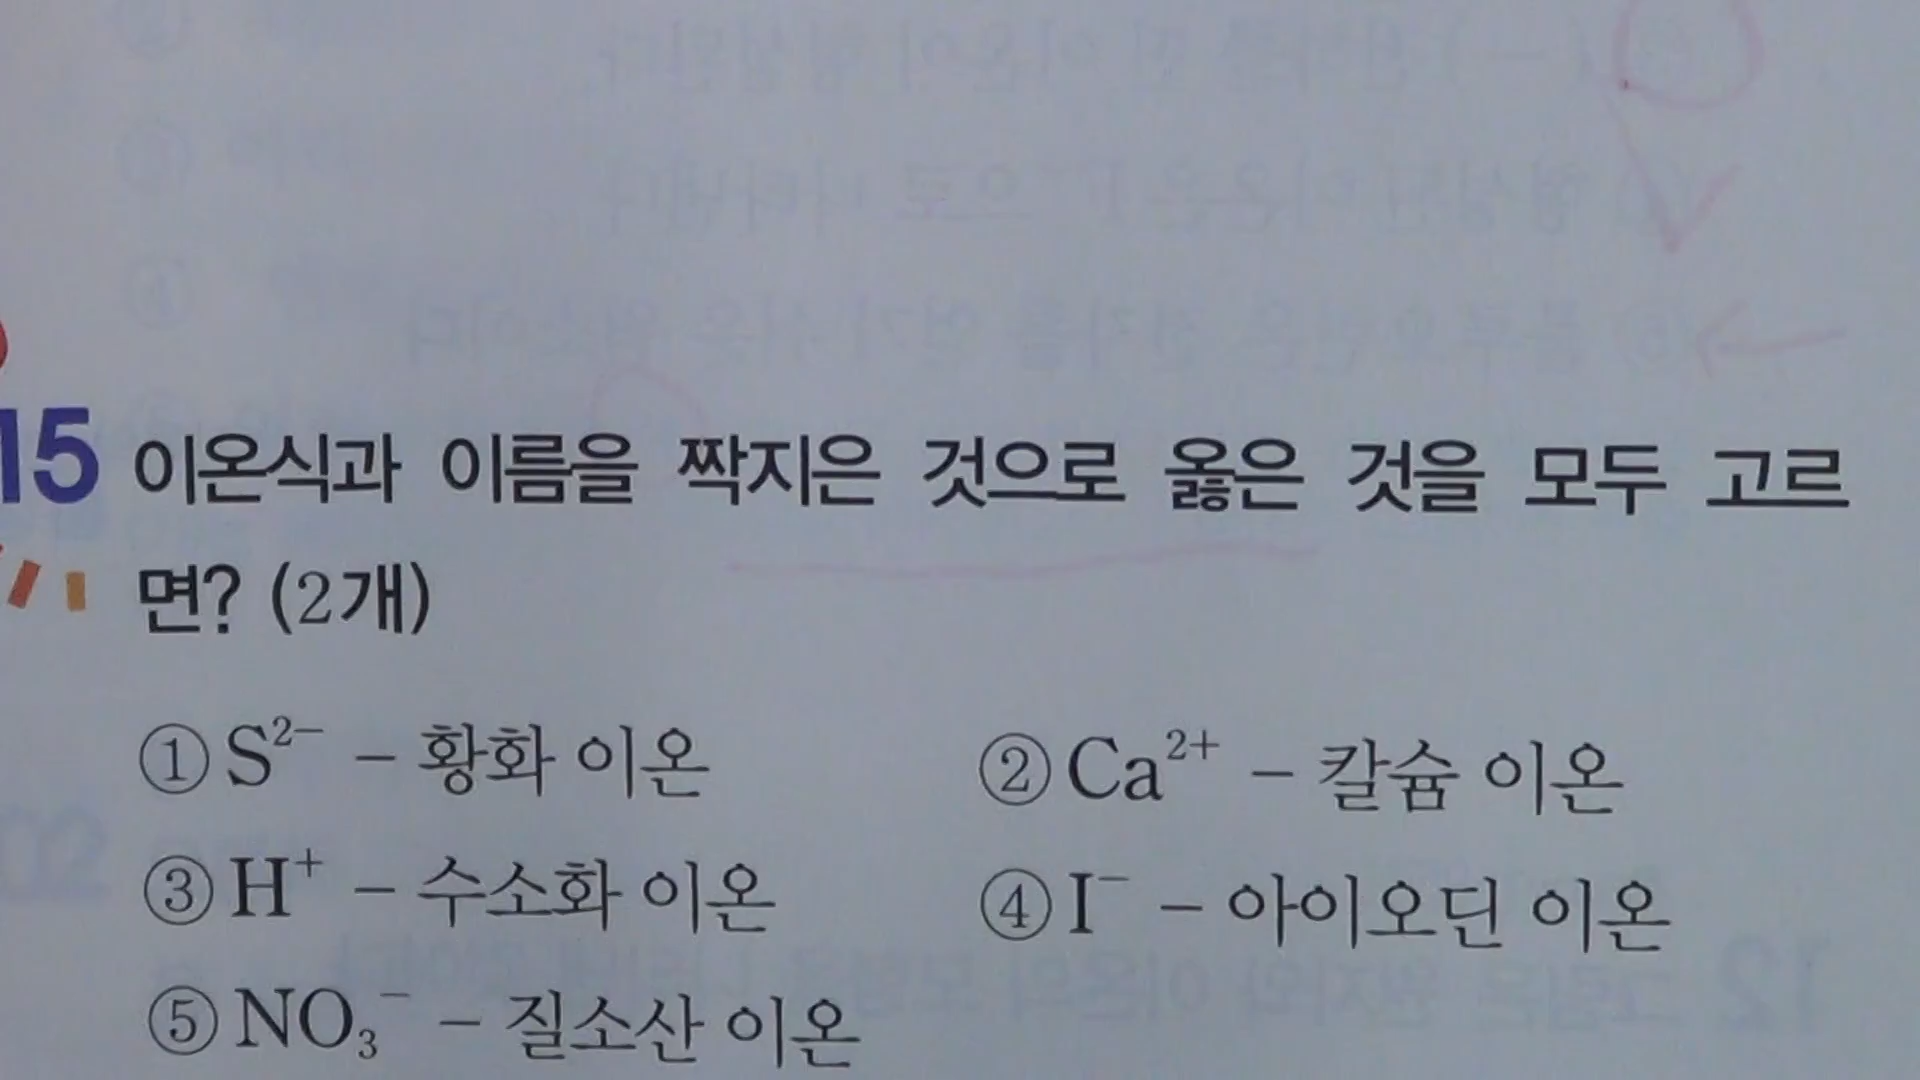 15 이온식과 이름을 짝지은 것으로 옳은 것을 모두 고르
면? (2개)
① S²⁻ – 황화 이온 ② Ca²⁺ – 칼슘 이온
③ H⁺ – 수소화 이온 ④ I⁻ – 아이오딘 이온
⑤ NO₃⁻ – 질소산 이온